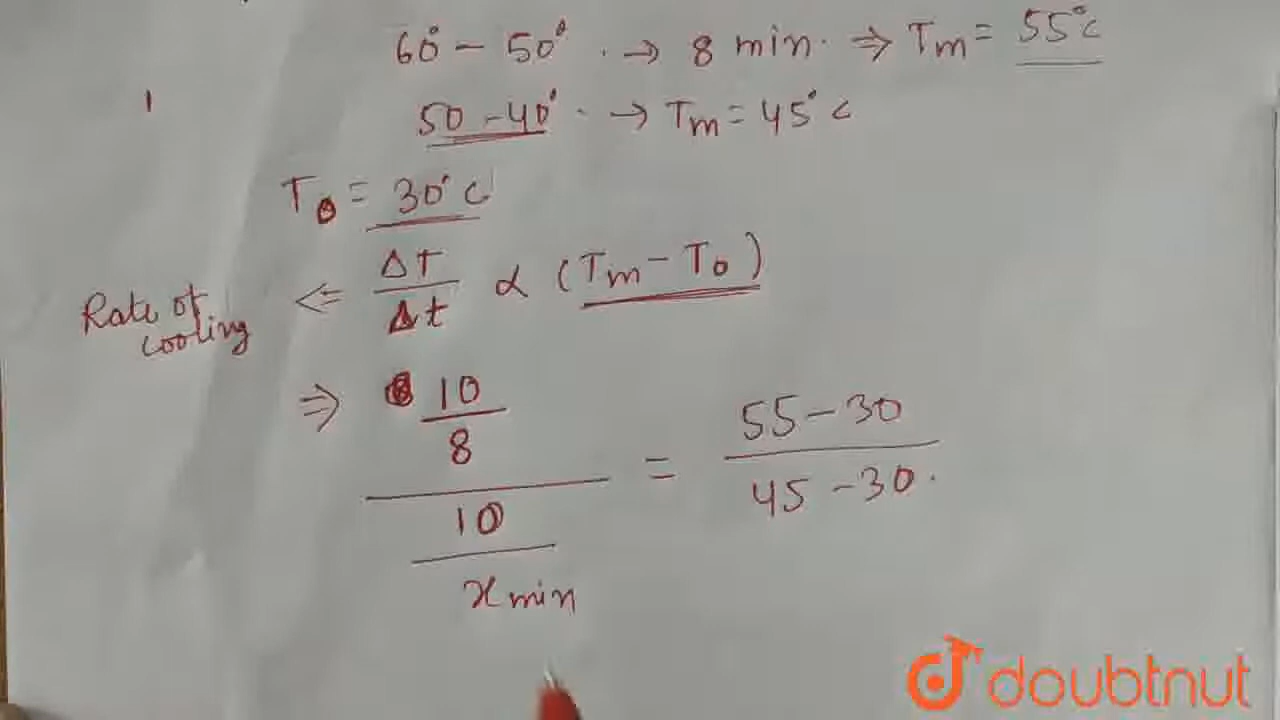 60° - 50° . → 8 min. ⇒ Tm = 55°C
50 - 40° . → Tm = 45°C
T0 = 30°C
Rate of cooling ⇐ ΔT/Δt ∝ (Tm - T0)
⇒ (10/8)/(10/x min) = (55-30)/(45-30.)
doubtnut